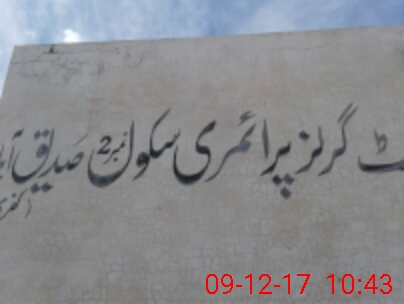 گرلز پرائمری سکول نمبر 2 صدیق
09-12-17 10:43